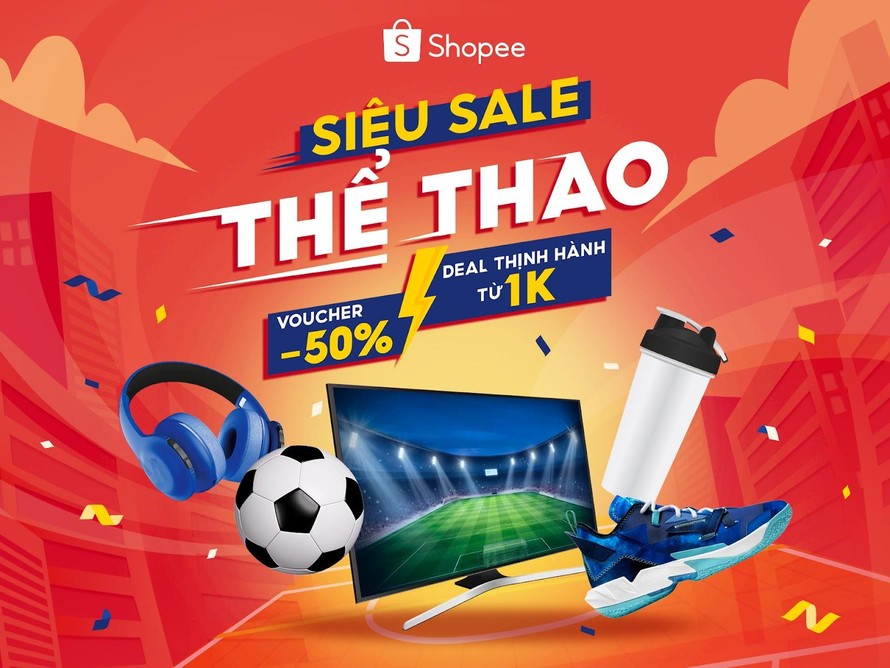 Shopee
SIÊU SALE
THỂ THAO
VOUCHER
-50%
DEAL THỊNH HÀNH
TỪ 1K